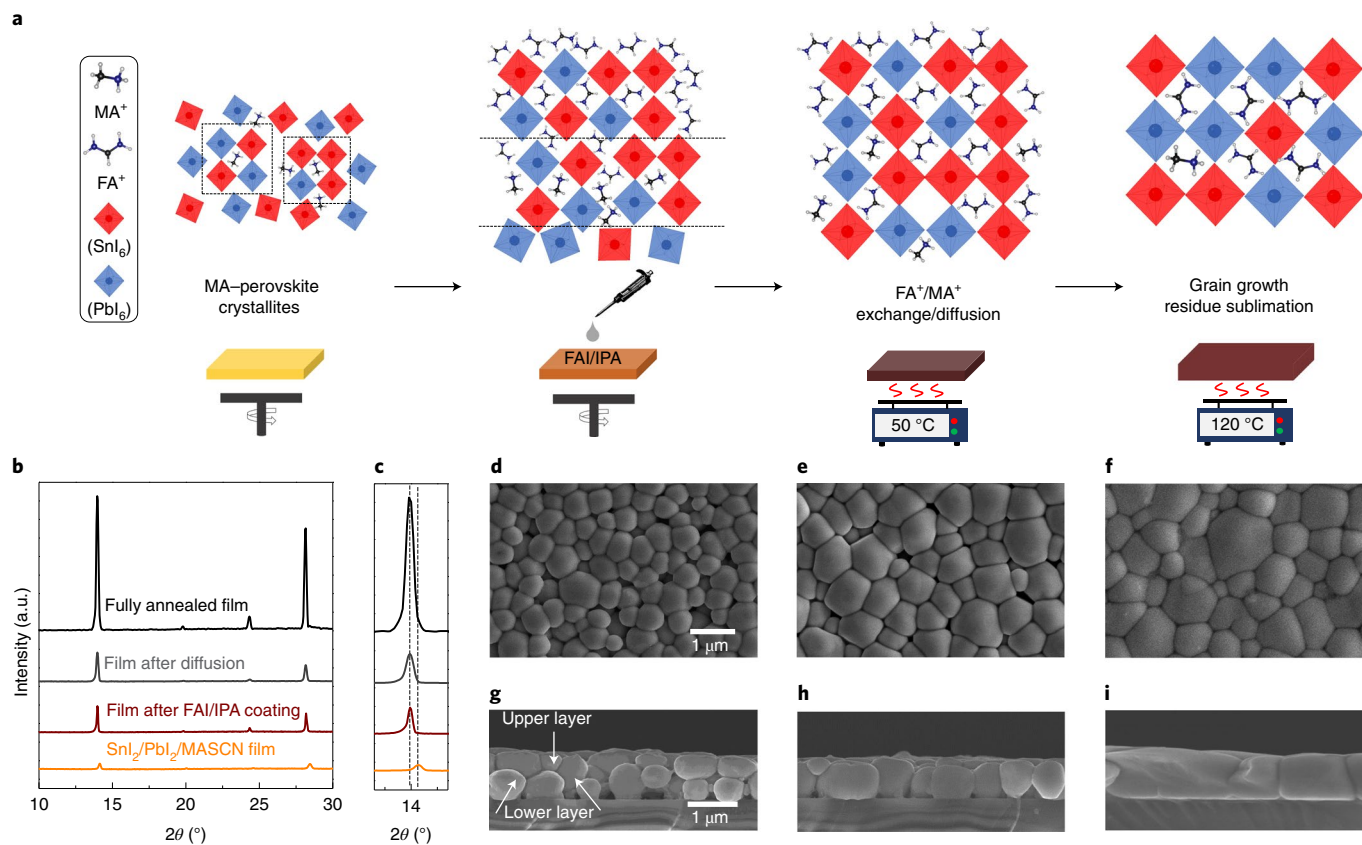 a
MA⁺
FA⁺
(SnI₆)
(PbI₆)
MA–perovskite
crystallites
FAI/IPA
FA⁺/MA⁺
exchange/diffusion
50 °C
Grain growth
residue sublimation
120 °C
b
Intensity (a.u.)
Fully annealed film
Film after diffusion
Film after FAI/IPA coating
SnI₂/PbI₂/MASCN film
10 15 20 25 30
2θ (°)
c
14
2θ (°)
d
1 μm
e
f
g
Upper layer
Lower layer
1 μm
h
i